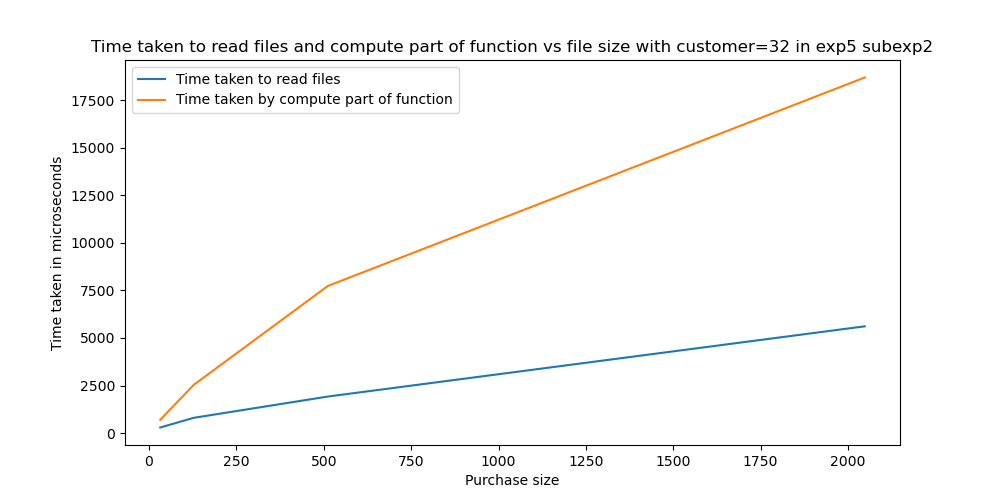 Time taken to read files and compute part of function vs file size with customer=32 in exp5 subexp2
Time taken to read files
Time taken by compute part of function
Time taken in microseconds
17500
15000
12500
10000
7500
5000
2500
0
0 250 500 750 1000 1250 1500 1750 2000
Purchase size